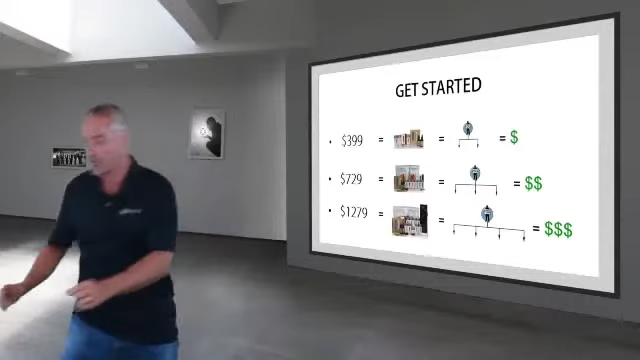 GET STARTED
• $399 = = $
• $729 = = $$
• $1279 = = $$$